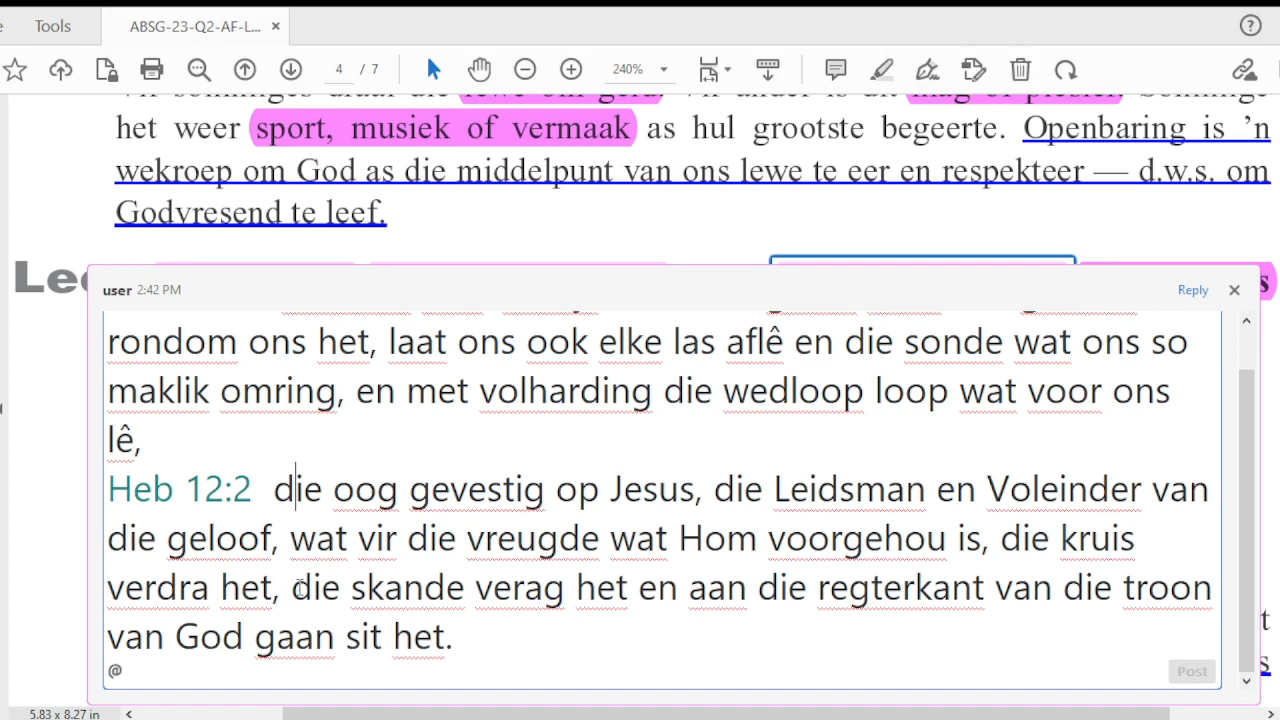 Tools
ABSG-23-Q2-AF-L... ×
4 / 7
240%
het weer sport, musiek of vermaak as hul grootste begeerte. Openbaring is ’n
wekroep om God as die middelpunt van ons lewe te eer en respekteer — d.w.s. om
Godvresend te leef.
user 2:42 PM
Reply
rondom ons het, laat ons ook elke las aflê en die sonde wat ons so
maklik omring, en met volharding die wedloop loop wat voor ons
lê,
Heb 12:2 die oog gevestig op Jesus, die Leidsman en Voleinder van
die geloof, wat vir die vreugde wat Hom voorgehou is, die kruis
verdra het, die skande verag het en aan die regterkant van die troon
van God gaan sit het.
@
Post
5.83 x 8.27 in